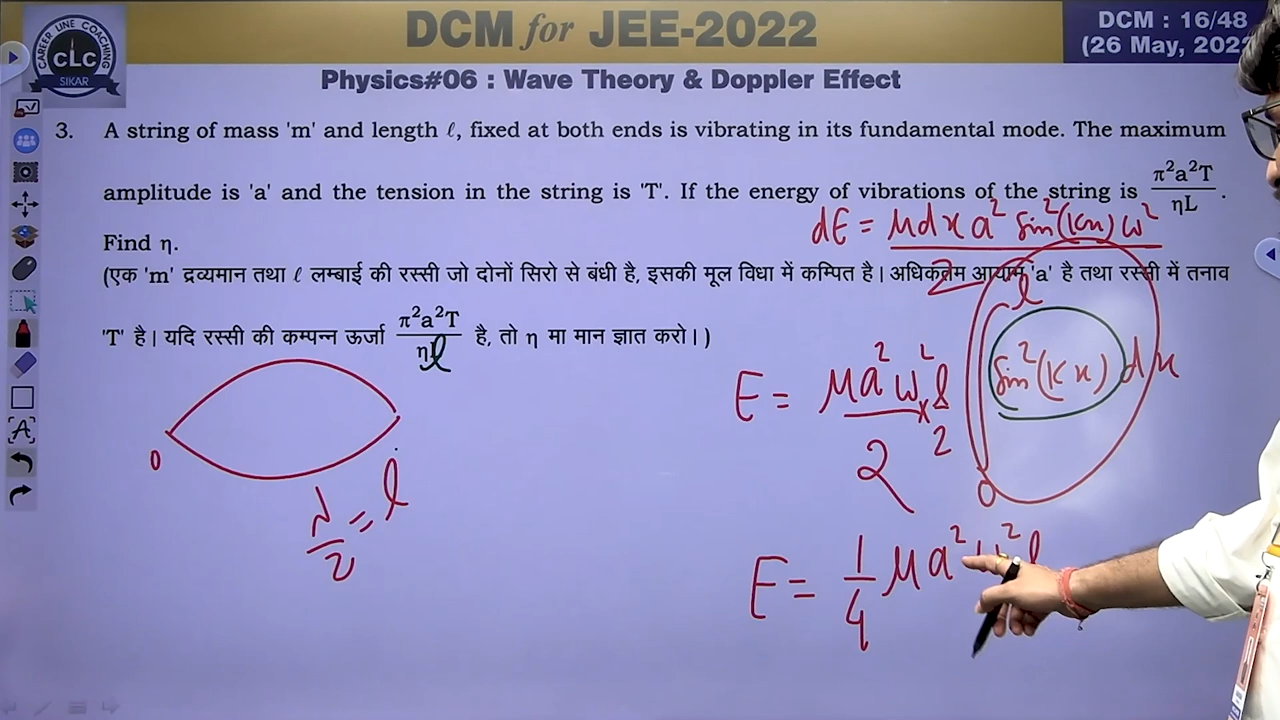 DCM for JEE-2022
DCM : 16/48
(26 May, 2022
CAREER LINE COACHING
CLC
SIKAR
Physics#06 : Wave Theory & Doppler Effect
3. A string of mass 'm' and length ℓ, fixed at both ends is vibrating in its fundamental mode. The maximum
amplitude is 'a' and the tension in the string is 'T'. If the energy of vibrations of the string is π²a²T/ηL .
Find η.
(एक 'm' द्रव्यमान तथा ℓ लम्बाई की रस्सी जो दोनों सिरो से बंधी है, इसकी मूल विधा में कम्पित है। अधिकतम आयाम 'a' है तथा रस्सी में तनाव
'T' है। यदि रस्सी की कम्पन्न ऊर्जा π²a²T/ηℓ है, तो η मा मान ज्ञात करो।)
dE = μdx a² sin²(kx) ω² / 2
E = μa²ω² / 2 × ℓ / 2 ∫₀^ℓ sin²(kx) dx
0
λ/2 = ℓ
E = 1/4 μa²ω²ℓ